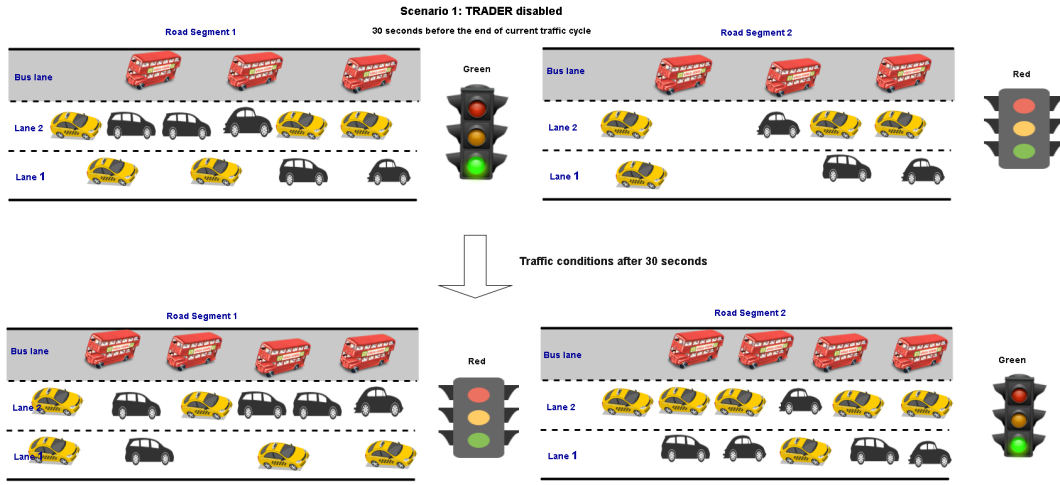 Scenario 1: TRADER disabled
Road Segment 1
30 seconds before the end of current traffic cycle
Road Segment 2
Bus lane
Green
Bus lane
Red
Lane 2
Lane 2
Lane 1
Lane 1
Traffic conditions after 30 seconds
Road Segment 1
Road Segment 2
Bus lane
Red
Bus lane
Green
Lane 2
Lane 2
Lane 1
Lane 1